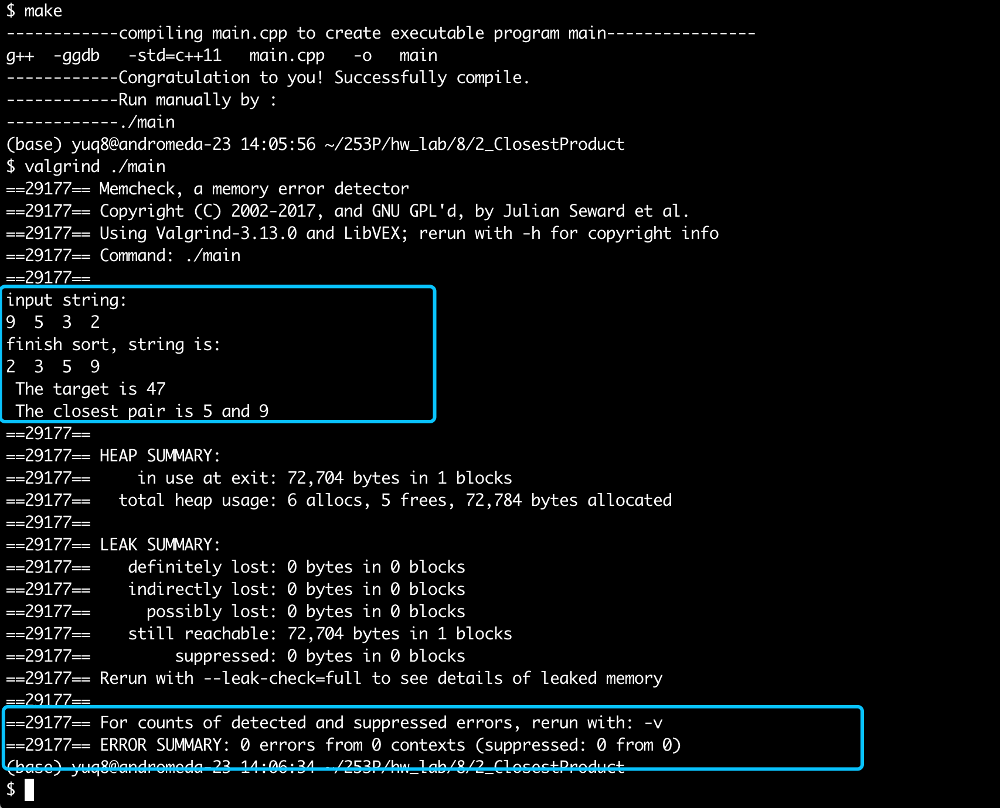 $ make
------------compiling main.cpp to create executable program main----------------
g++  -ggdb   -std=c++11   main.cpp   -o   main
------------Congratulation to you! Successfully compile.
------------Run manually by :
------------./main
(base) yuq8@andromeda-23 14:05:56 ~/253P/hw_lab/8/2_ClosestProduct
$ valgrind ./main
==29177== Memcheck, a memory error detector
==29177== Copyright (C) 2002-2017, and GNU GPL'd, by Julian Seward et al.
==29177== Using Valgrind-3.13.0 and LibVEX; rerun with -h for copyright info
==29177== Command: ./main
==29177==
input string:
9  5  3  2
finish sort, string is:
2  3  5  9
 The target is 47
 The closest pair is 5 and 9
==29177==
==29177== HEAP SUMMARY:
==29177==     in use at exit: 72,704 bytes in 1 blocks
==29177==   total heap usage: 6 allocs, 5 frees, 72,784 bytes allocated
==29177==
==29177== LEAK SUMMARY:
==29177==    definitely lost: 0 bytes in 0 blocks
==29177==    indirectly lost: 0 bytes in 0 blocks
==29177==      possibly lost: 0 bytes in 0 blocks
==29177==    still reachable: 72,704 bytes in 1 blocks
==29177==         suppressed: 0 bytes in 0 blocks
==29177== Rerun with --leak-check=full to see details of leaked memory
==29177==
==29177== For counts of detected and suppressed errors, rerun with: -v
==29177== ERROR SUMMARY: 0 errors from 0 contexts (suppressed: 0 from 0)
(base) yuq8@andromeda-23 14:06:34 ~/253P/hw_lab/8/2_ClosestProduct
$